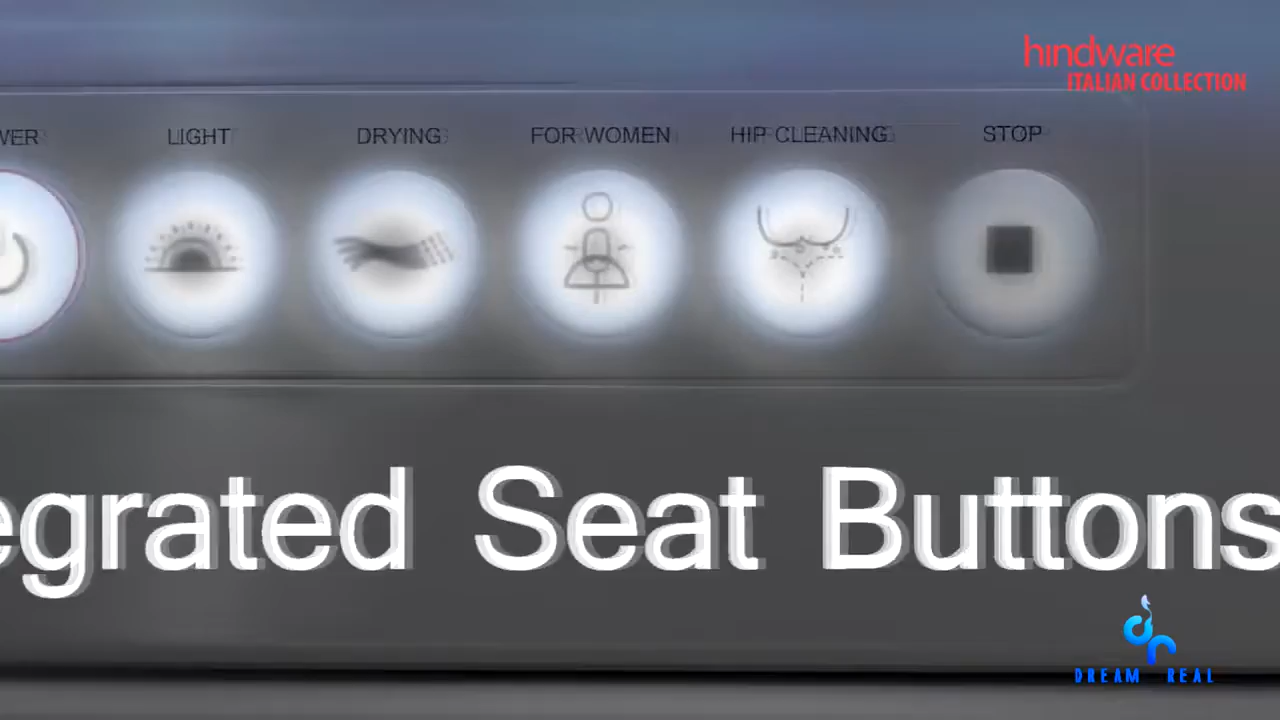 hindware
ITALIAN COLLECTION
WER LIGHT DRYING FOR WOMEN HIP CLEANING STOP
egrated Seat Buttons
DREAM REAL